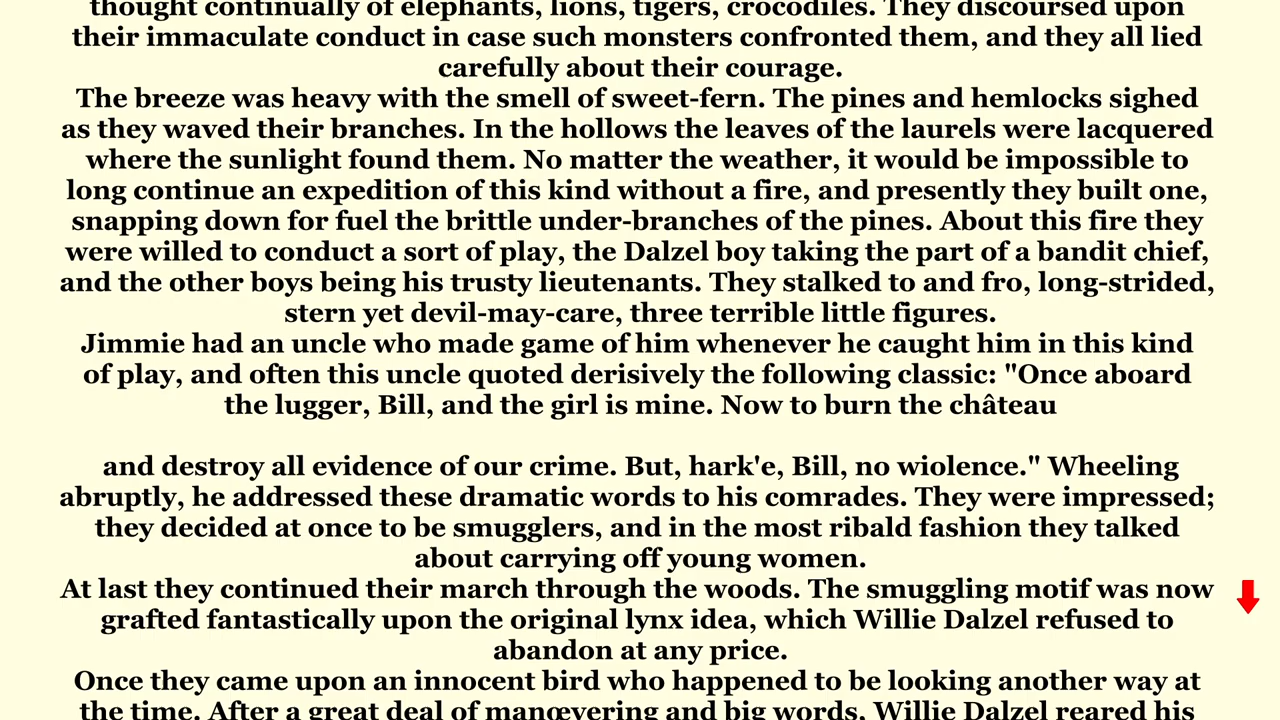 thought continually of elephants, lions, tigers, crocodiles. They discoursed upon
their immaculate conduct in case such monsters confronted them, and they all lied
carefully about their courage.
The breeze was heavy with the smell of sweet-fern. The pines and hemlocks sighed
as they waved their branches. In the hollows the leaves of the laurels were lacquered
where the sunlight found them. No matter the weather, it would be impossible to
long continue an expedition of this kind without a fire, and presently they built one,
snapping down for fuel the brittle under-branches of the pines. About this fire they
were willed to conduct a sort of play, the Dalzel boy taking the part of a bandit chief,
and the other boys being his trusty lieutenants. They stalked to and fro, long-strided,
stern yet devil-may-care, three terrible little figures.
Jimmie had an uncle who made game of him whenever he caught him in this kind
of play, and often this uncle quoted derisively the following classic: "Once aboard
the lugger, Bill, and the girl is mine. Now to burn the château
and destroy all evidence of our crime. But, hark'e, Bill, no wiolence." Wheeling
abruptly, he addressed these dramatic words to his comrades. They were impressed;
they decided at once to be smugglers, and in the most ribald fashion they talked
about carrying off young women.
At last they continued their march through the woods. The smuggling motif was now
grafted fantastically upon the original lynx idea, which Willie Dalzel refused to
abandon at any price.
Once they came upon an innocent bird who happened to be looking another way at
the time. After a great deal of manœvering and big words, Willie Dalzel reared his